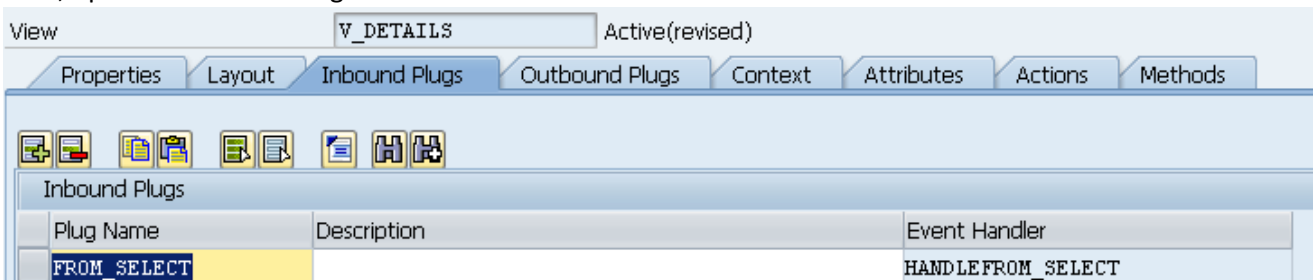 View V_DETAILS Active(revised)
Properties Layout Inbound Plugs Outbound Plugs Context Attributes Actions Methods
Inbound Plugs
Plug Name Description Event Handler
FROM_SELECT HANDLEFROM_SELECT